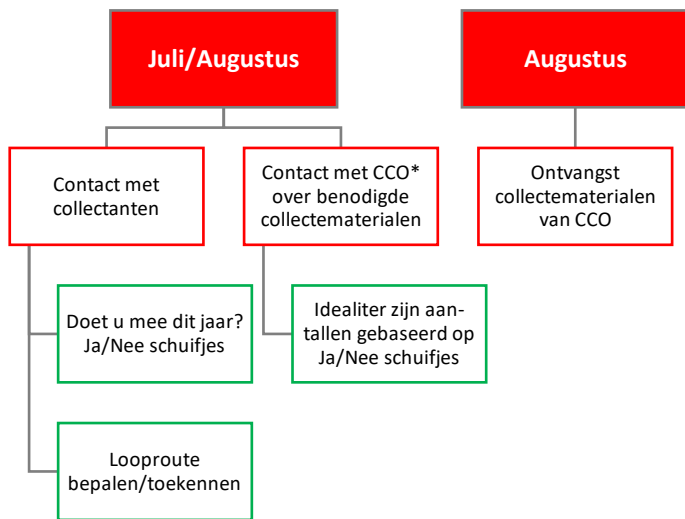 Juli/Augustus
Augustus
Contact met
collectanten
Contact met CCO*
over benodigde
collectematerialen
Ontvangst
collectematerialen
van CCO
Doet u mee dit jaar?
Ja/Nee schuifjes
Idealiter zijn aan-
tallen gebaseerd op
Ja/Nee schuifjes
Looproute
bepalen/toekennen